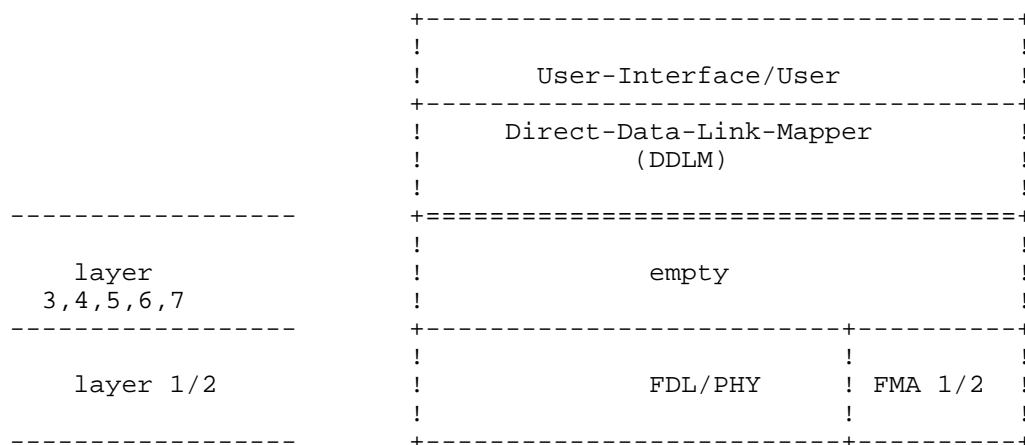 User-Interface/User
Direct-Data-Link-Mapper
(DDLM)
layer empty
3,4,5,6,7
layer 1/2 FDL/PHY FMA 1/2